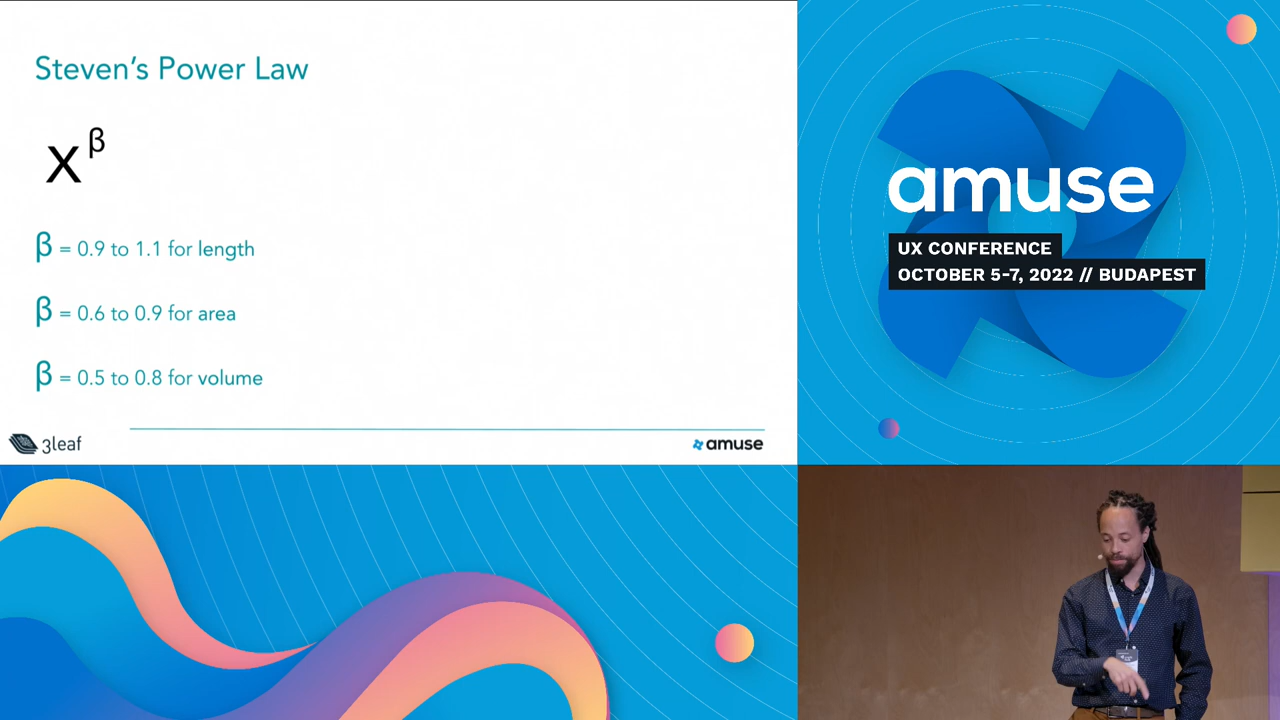 Steven's Power Law
x^β
β = 0.9 to 1.1 for length
β = 0.6 to 0.9 for area
β = 0.5 to 0.8 for volume
3leaf
amuse
amuse
UX CONFERENCE
OCTOBER 5-7, 2022 // BUDAPEST